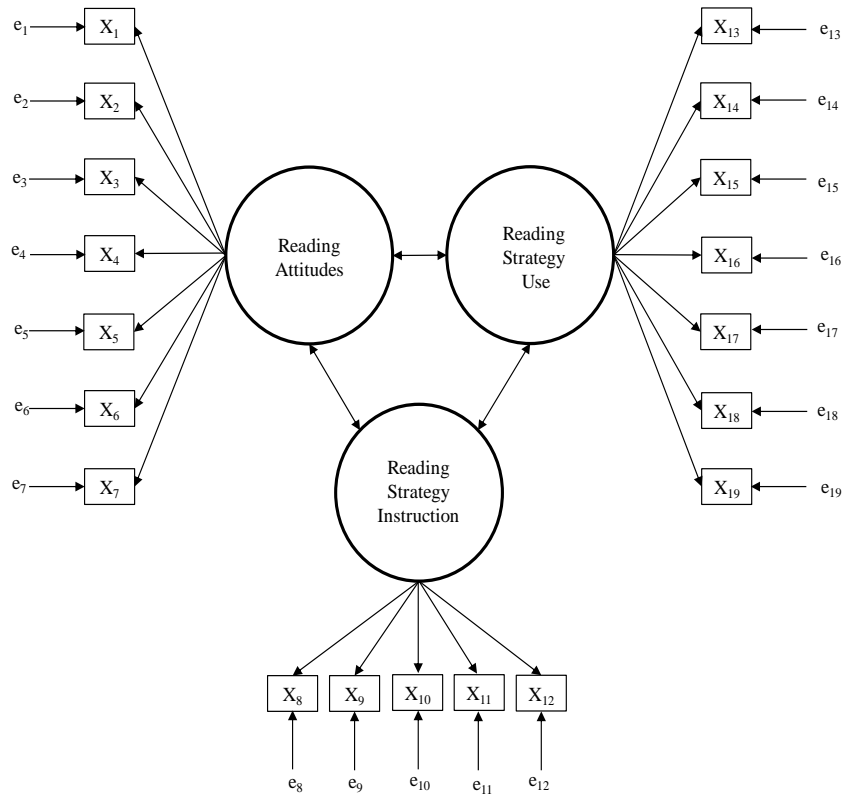 e₁ X₁
e₂ X₂
e₃ X₃
e₄ X₄
e₅ X₅
e₆ X₆
e₇ X₇
Reading
Attitudes
Reading
Strategy
Use
X₁₃ e₁₃
X₁₄ e₁₄
X₁₅ e₁₅
X₁₆ e₁₆
X₁₇ e₁₇
X₁₈ e₁₈
X₁₉ e₁₉
Reading
Strategy
Instruction
X₈ X₉ X₁₀ X₁₁ X₁₂
e₈ e₉ e₁₀ e₁₁ e₁₂